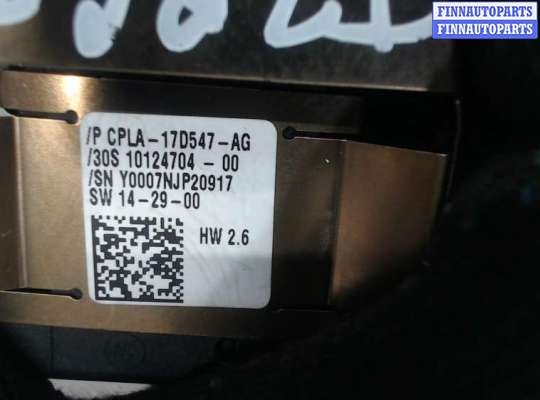 FINNAUTOPARTS
FINNAUTOPARTS
/P CPLA-17D547-AG
/30S 10124704 - 00
/SN Y0007NJP20917
SW 14-29-00
HW 2.6